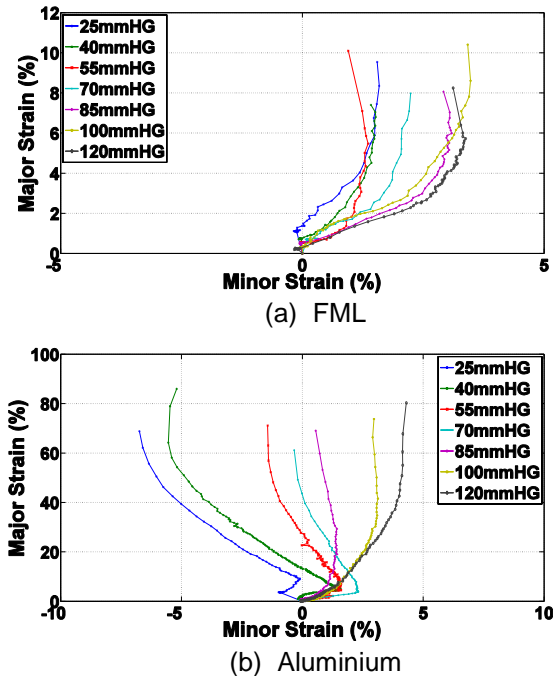 12
10
8
6
4
2
0
Major Strain (%)
25mmHG
40mmHG
55mmHG
70mmHG
85mmHG
100mmHG
120mmHG
-5 0 5
Minor Strain (%)
(a) FML
100
80
60
40
20
0
Major Strain (%)
25mmHG
40mmHG
55mmHG
70mmHG
85mmHG
100mmHG
120mmHG
-10 -5 0 5 10
Minor Strain (%)
(b) Aluminium